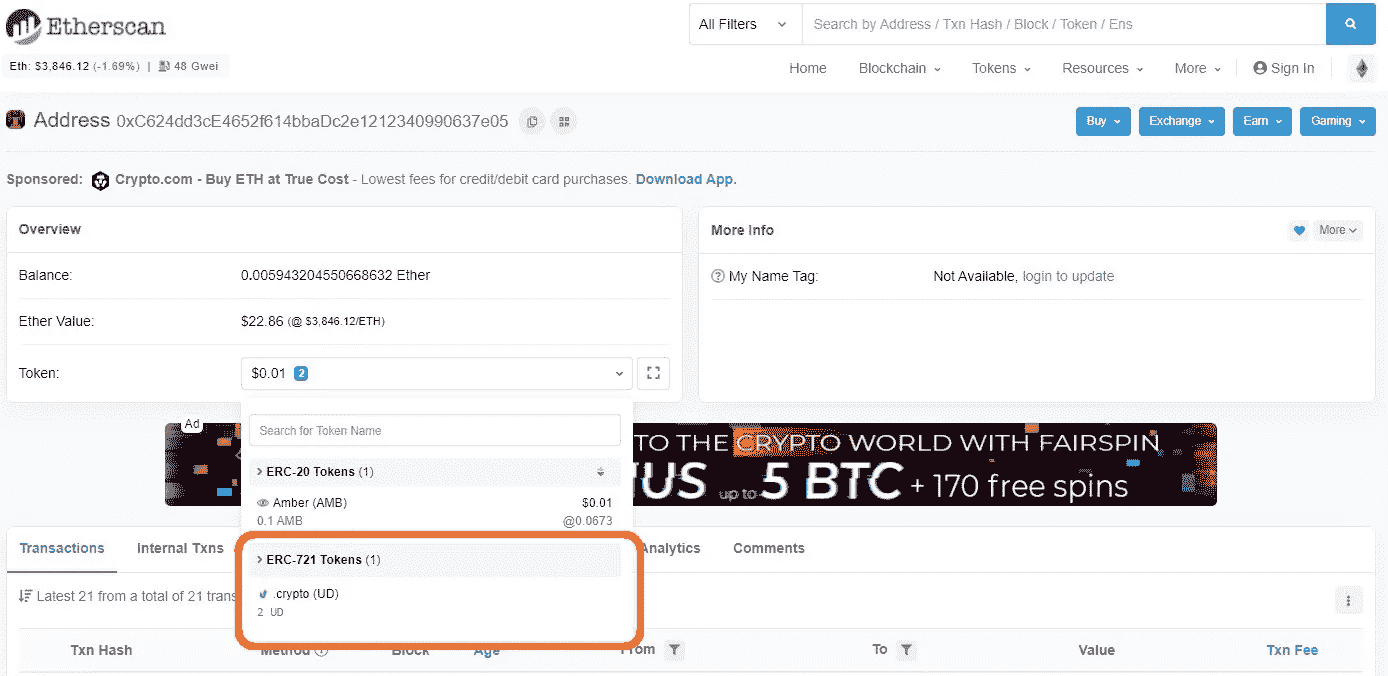 Etherscan
All Filters
Search by Address / Txn Hash / Block / Token / Ens
Eth: $3,846.12 (-1.69%) | 48 Gwei
Home Blockchain Tokens Resources More Sign In
Address 0xC624dd3cE4652f614bbaDc2e1212340990637e05
Buy Exchange Earn Gaming
Sponsored: Crypto.com - Buy ETH at True Cost - Lowest fees for credit/debit card purchases. Download App.
Overview
Balance: 0.005943204550668632 Ether
Ether Value: $22.86 (@ $3,846.12/ETH)
Token: $0.01 2
More Info
More
My Name Tag: Not Available, login to update
Search for Token Name
ERC-20 Tokens (1)
Amber (AMB) $0.01
0.1 AMB @0.0673
ERC-721 Tokens (1)
.crypto (UD)
2 UD
Ad
TO THE CRYPTO WORLD WITH FAIRSPIN
up to 5 BTC + 170 free spins
Transactions Internal Txns Analytics Comments
Latest 21 from a total of 21
Txn Hash Method Block Age From To Value Txn Fee